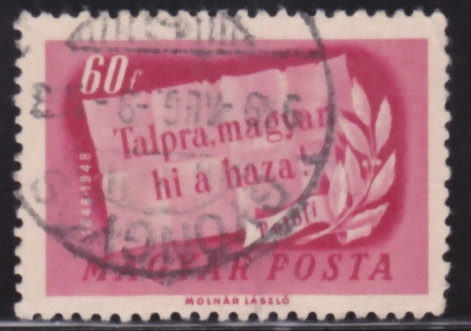 60f
Talpra, magyar
hi a haza!
1848-1948
Petőfi
MAGYAR POSTA
MOLNÁR LÁSZLÓ